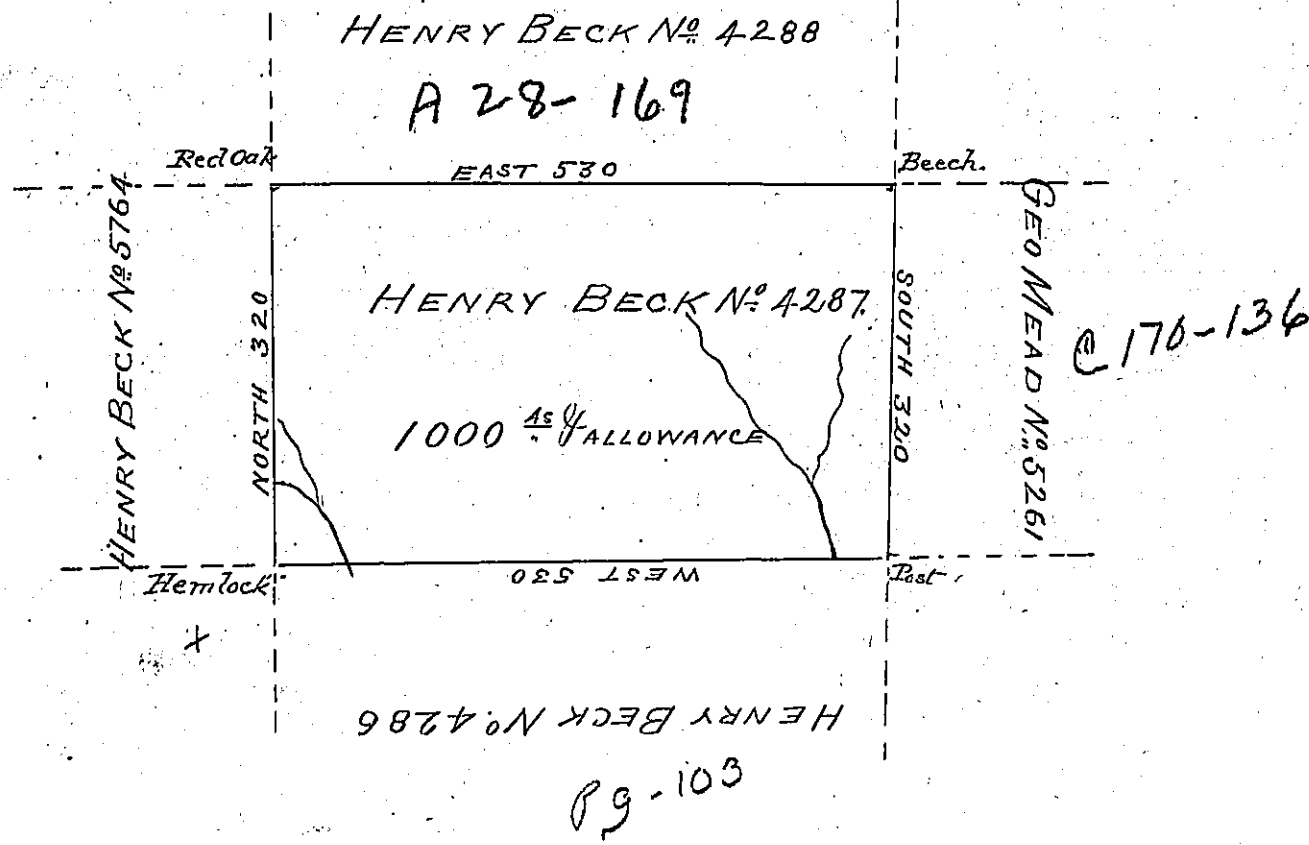 HENRY BECK Nº 4288
A 28-169
Red Oak
EAST 530
Beech.
HENRY BECK Nº 5764
NORTH 320
HENRY BECK Nº 4287.
SOUTH 320
GEO MEAD Nº 5261
C 170-136
1000 As & ALLOWANCE
Hemlock
WEST 530
Post
X
HENRY BECK Nº 4286
Pg-103